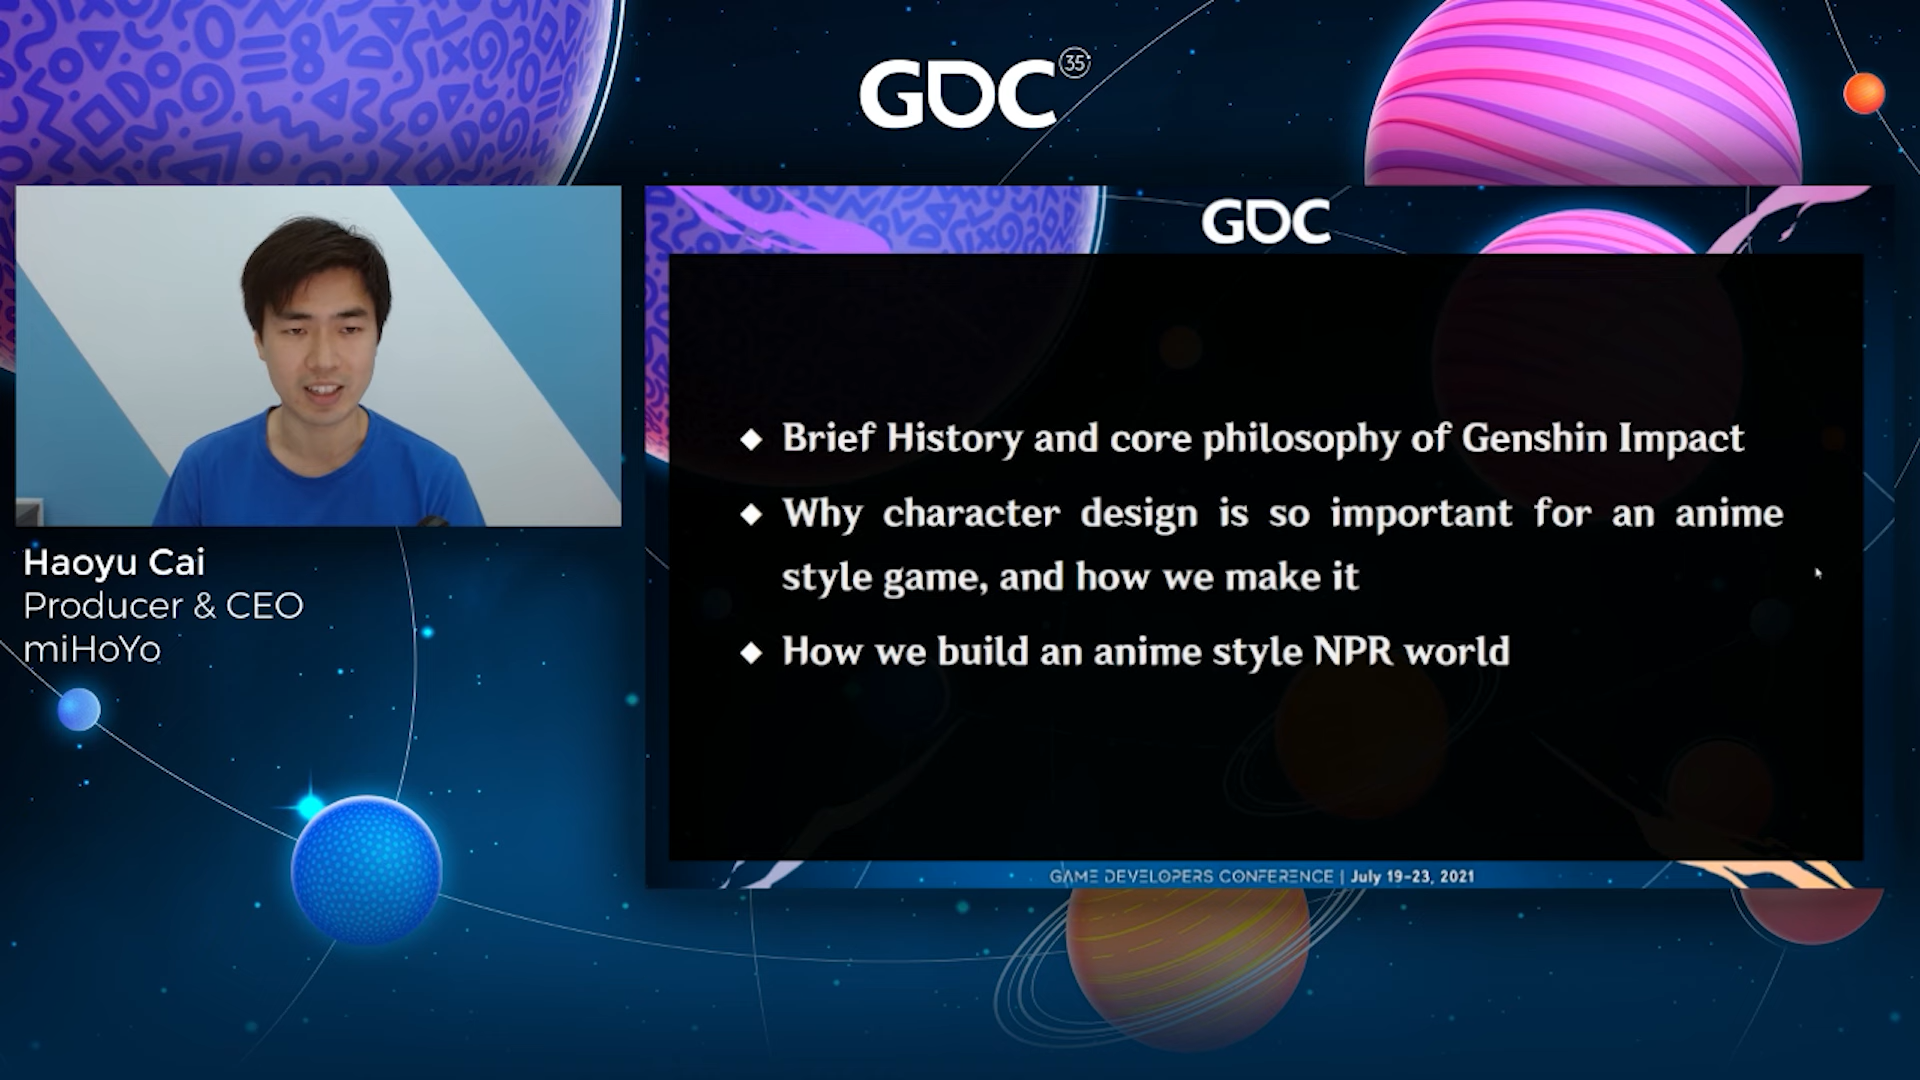 GDC 35
GDC
Haoyu Cai
Producer & CEO
miHoYo
◆ Brief History and core philosophy of Genshin Impact
◆ Why character design is so important for an anime
style game, and how we make it
◆ How we build an anime style NPR world
GAME DEVELOPERS CONFERENCE | July 19-23, 2021